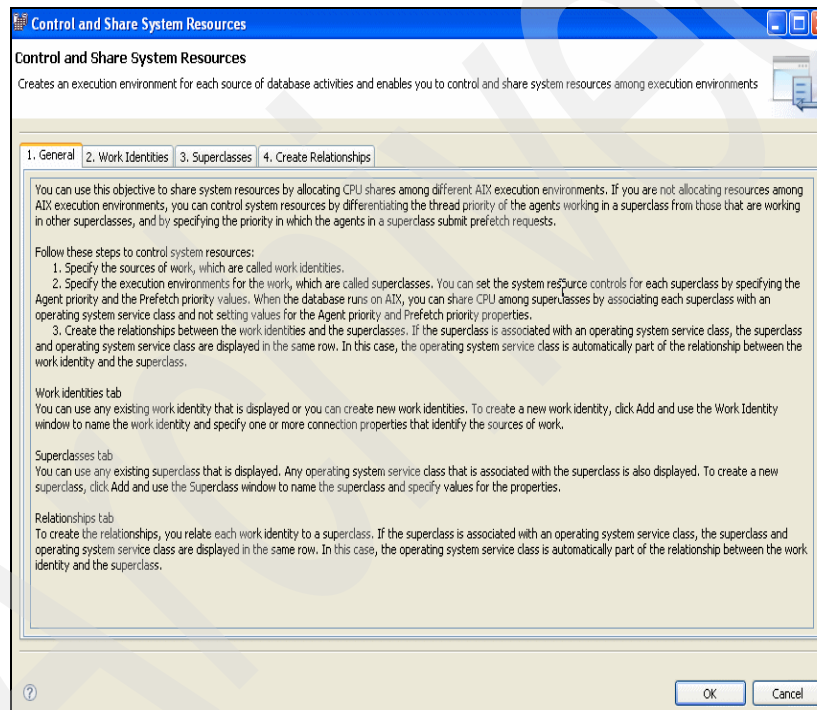 Control and Share System Resources
Control and Share System Resources
Creates an execution environment for each source of database activities and enables you to control and share system resources among execution environments
1. General 2. Work Identities 3. Superclasses 4. Create Relationships
You can use this objective to share system resources by allocating CPU shares among different AIX execution environments. If you are not allocating resources among
AIX execution environments, you can control system resources by differentiating the thread priority of the agents working in a superclass from those that are working
in other superclasses, and by specifying the priority in which the agents in a superclass submit prefetch requests.
Follow these steps to control system resources:
1. Specify the sources of work, which are called work identities.
2. Specify the execution environments for the work, which are called superclasses. You can set the system resource controls for each superclass by specifying the
Agent priority and the Prefetch priority values. When the database runs on AIX, you can share CPU among superclasses by associating each superclass with an
operating system service class and not setting values for the Agent priority and Prefetch priority properties.
3. Create the relationships between the work identities and the superclasses. If the superclass is associated with an operating system service class, the superclass
and operating system service class are displayed in the same row. In this case, the operating system service class is automatically part of the relationship between the
work identity and the superclass.
Work identities tab
You can use any existing work identity that is displayed or you can create new work identities. To create a new work identity, click Add and use the Work Identity
window to name the work identity and specify one or more connection properties that identify the sources of work.
Superclasses tab
You can use any existing superclass that is displayed. Any operating system service class that is associated with the superclass is also displayed. To create a new
superclass, click Add and use the Superclass window to name the superclass and specify values for the properties.
Relationships tab
To create the relationships, you relate each work identity to a superclass. If the superclass is associated with an operating system service class, the superclass and
operating system service class are displayed in the same row. In this case, the operating system service class is automatically part of the relationship between the work
identity and the superclass.
? OK Cancel